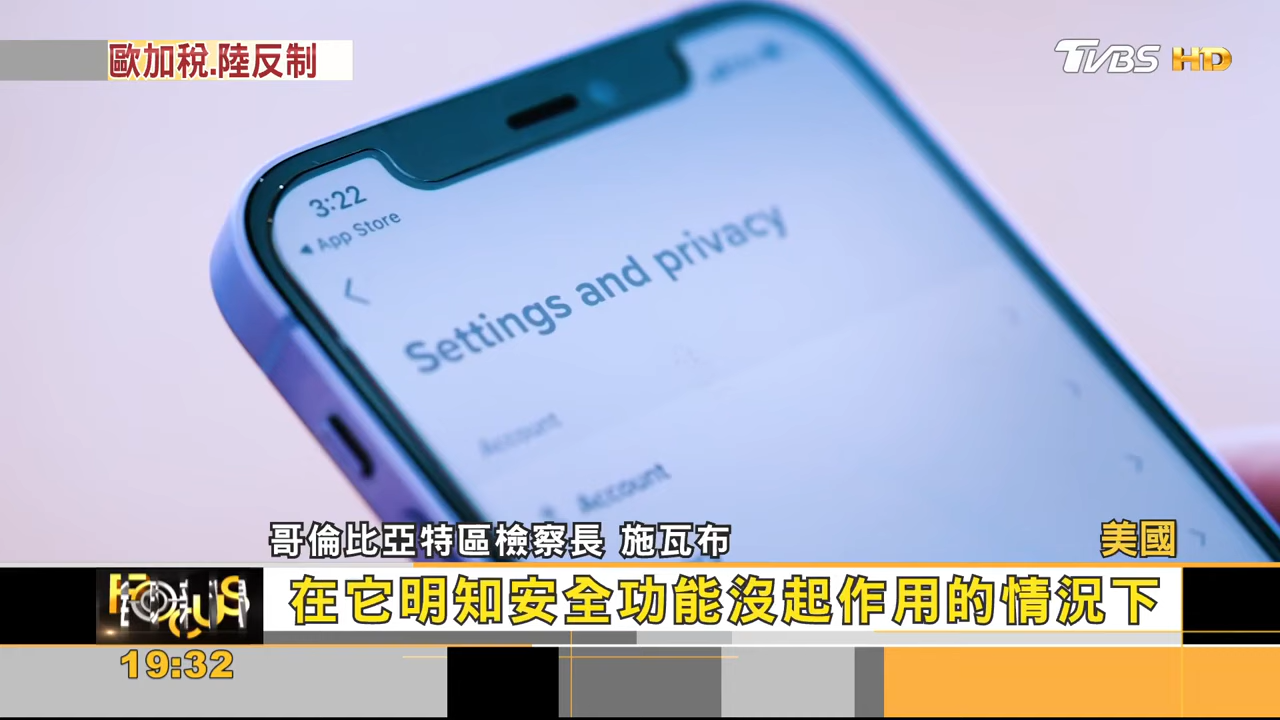 歐加稅.陸反制
TVBS HD
3:22
App Store
Settings and privacy
Account
Account
哥倫比亞特區檢察長 施瓦布
美國
FOCUS
在它明知安全功能沒起作用的情況下
19:32